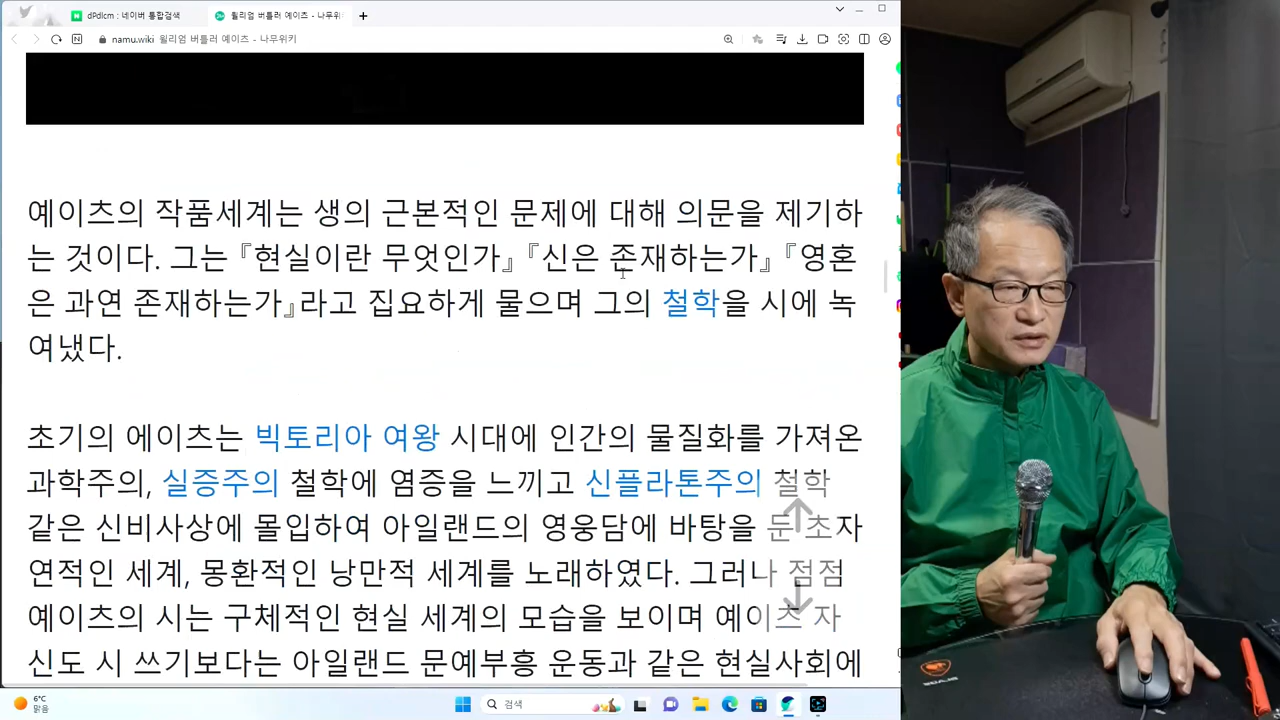 dPdlcm : 네이버 통합검색
윌리엄 버틀러 예이츠 - 나무위
namu.wiki 윌리엄 버틀러 예이츠 - 나무위키
예이츠의 작품세계는 생의 근본적인 문제에 대해 의문을 제기하
는 것이다. 그는『현실이란 무엇인가』『신은 존재하는가』『영혼
은 과연 존재하는가』라고 집요하게 물으며 그의 철학을 시에 녹
여냈다.
초기의 에이츠는 빅토리아 여왕 시대에 인간의 물질화를 가져온
과학주의, 실증주의 철학에 염증을 느끼고 신플라톤주의 철학
같은 신비사상에 몰입하여 아일랜드의 영웅담에 바탕을 둔 초자
연적인 세계, 몽환적인 낭만적 세계를 노래하였다. 그러나 점점
예이츠의 시는 구체적인 현실 세계의 모습을 보이며 예이츠 자
신도 시 쓰기보다는 아일랜드 문예부흥 운동과 같은 현실사회에
6°C
맑음
검색